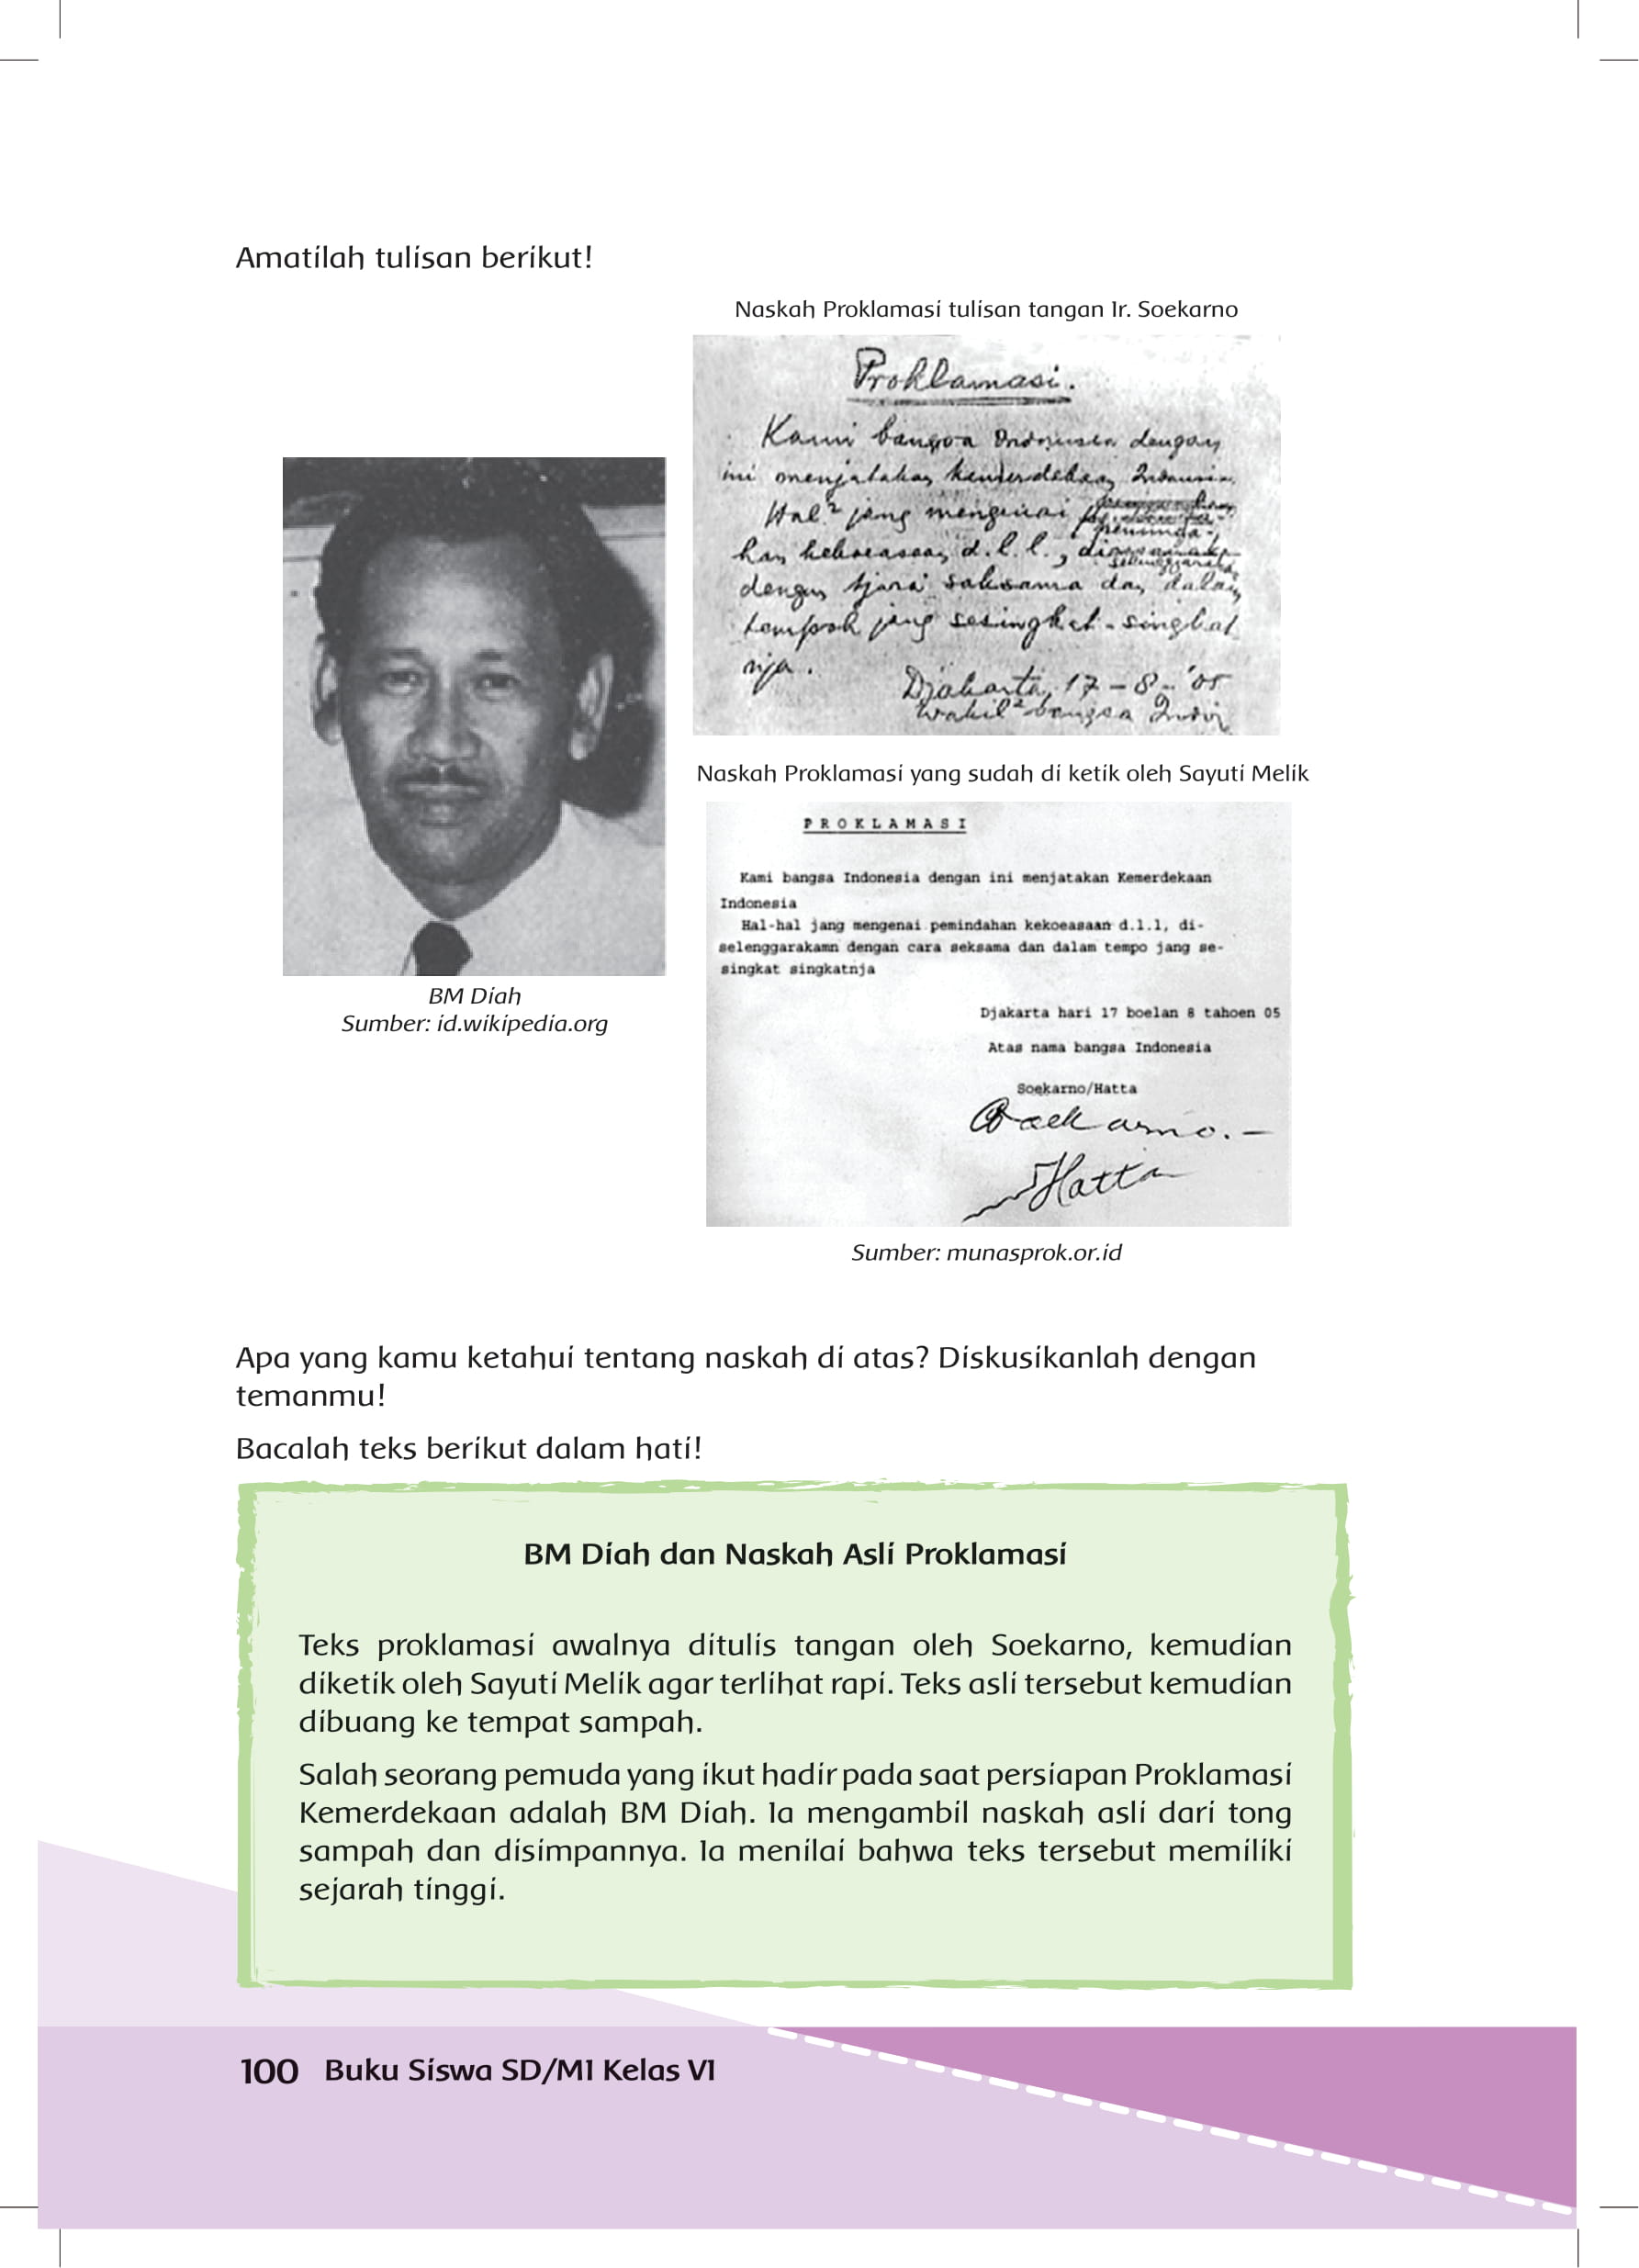 Amatilah tulisan berikut!
Naskah Proklamasi tulisan tangan Ir. Soekarno
Proklamasi.
Kami bangsa Indonesia dengan
ini menjatakan kemerdekaan Indonesia.
Hal² jang mengenai
peminda-
han kekoeasaan d.l.l.,
selenggarakan
dengan tjara saksama dan dalam
tempoh jang sesingkat-singkat
nja.
Djakarta, 17 - 8 - '05
Wakil² bangsa Indon
BM Diah
Sumber: id.wikipedia.org
Naskah Proklamasi yang sudah di ketik oleh Sayuti Melik
P R O K L A M A S I
Kami bangsa Indonesia dengan ini menjatakan Kemerdekaan
Indonesia
Hal-hal jang mengenai pemindahan kekoeasaan d.l.l, di-
selenggarakamn dengan cara seksama dan dalam tempo jang se-
singkat singkatnja
Djakarta hari 17 boelan 8 tahoen 05
Atas nama bangsa Indonesia
Soekarno/Hatta
Soekarno.-
Hatta
Sumber: munasprok.or.id
Apa yang kamu ketahui tentang naskah di atas? Diskusikanlah dengan
temanmu!
Bacalah teks berikut dalam hati!
BM Diah dan Naskah Asli Proklamasi
Teks proklamasi awalnya ditulis tangan oleh Soekarno, kemudian
diketik oleh Sayuti Melik agar terlihat rapi. Teks asli tersebut kemudian
dibuang ke tempat sampah.
Salah seorang pemuda yang ikut hadir pada saat persiapan Proklamasi
Kemerdekaan adalah BM Diah. Ia mengambil naskah asli dari tong
sampah dan disimpannya. Ia menilai bahwa teks tersebut memiliki
sejarah tinggi.
100 Buku Siswa SD/MI Kelas VI